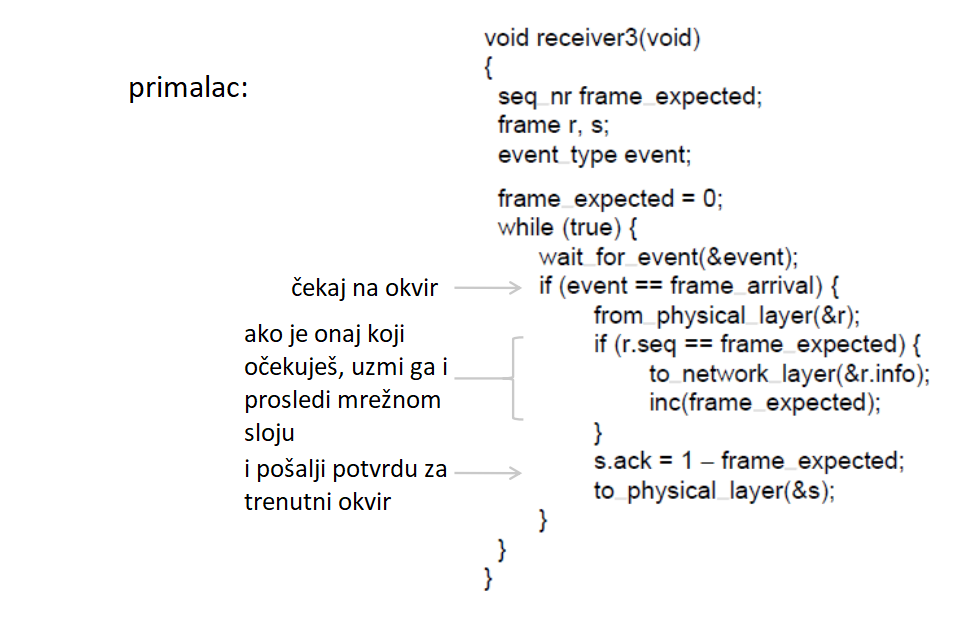 primalac:
void receiver3(void)
{
seq_nr frame_expected;
frame r, s;
event_type event;
frame_expected = 0;
while (true) {
wait_for_event(&event);
čekaj na okvir
if (event == frame_arrival) {
from_physical_layer(&r);
ako je onaj koji
očekuješ, uzmi ga i
prosledi mrežnom
sloju
if (r.seq == frame_expected) {
to_network_layer(&r.info);
inc(frame_expected);
}
i pošalji potvrdu za
trenutni okvir
s.ack = 1 – frame_expected;
to_physical_layer(&s);
}
}
}